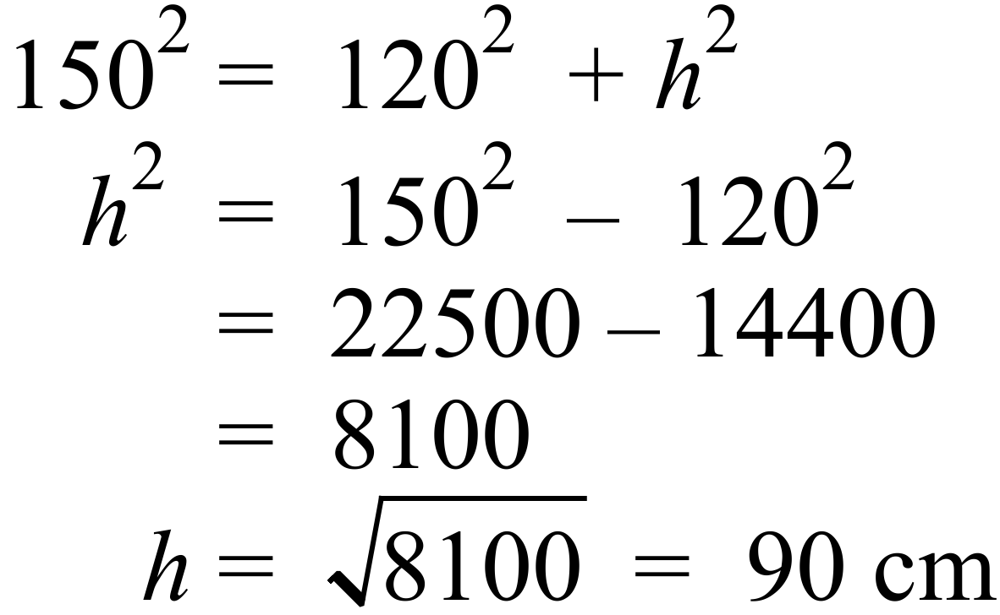 150² = 120² + h²
h² = 150² – 120²
= 22500 – 14400
= 8100
h = √8100 = 90 cm